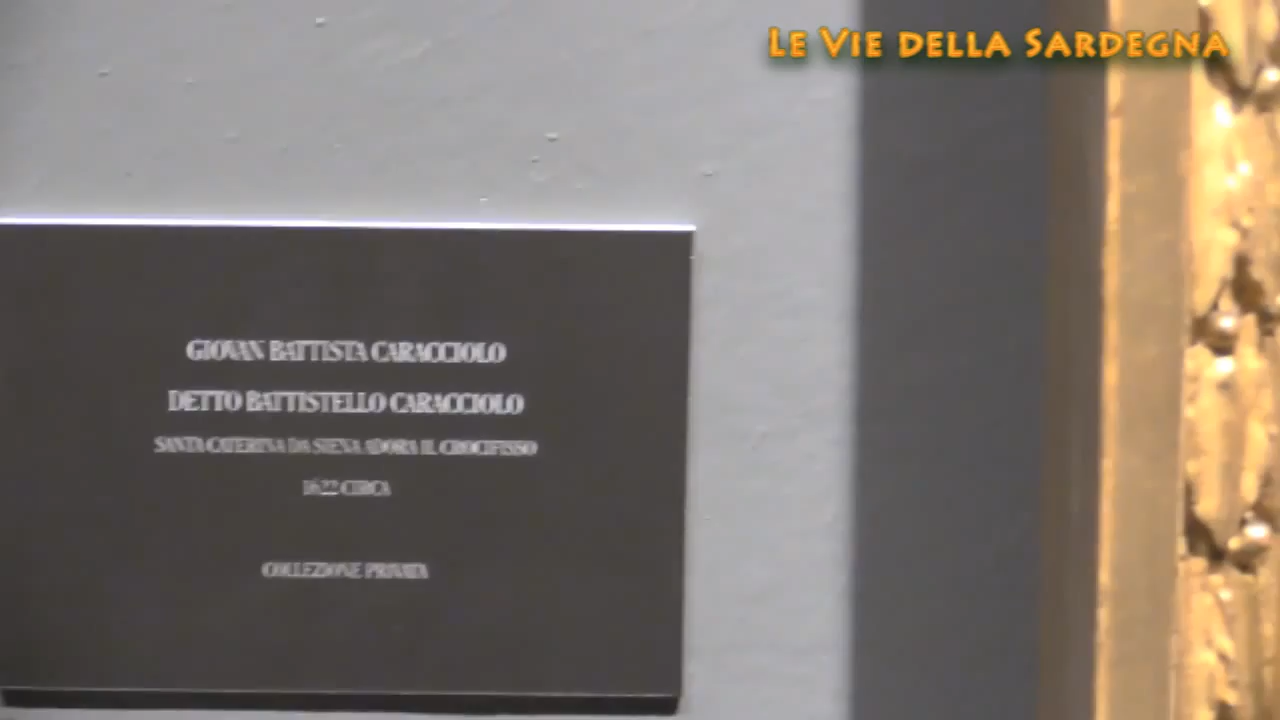 LE VIE DELLA SARDEGNA
GIOVAN BATTISTA CARACCIOLO
DETTO BATTISTELLO CARACCIOLO
SANTA CATERINA DA SIENA ADORA IL CROCIFISSO
1622 CIRCA
COLLEZIONE PRIVATA